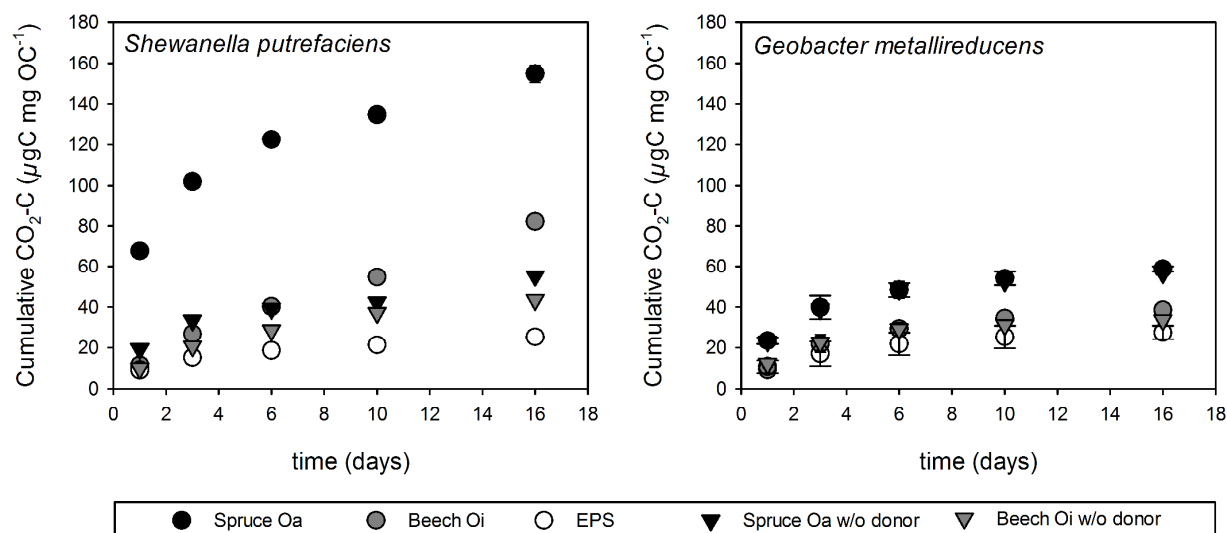 Shewanella putrefaciens
Cumulative CO₂-C (µgC mg OC⁻¹)
180
160
140
120
100
80
60
40
20
0
0 2 4 6 8 10 12 14 16 18
time (days)
Geobacter metallireducens
Cumulative CO₂-C (µgC mg OC⁻¹)
180
160
140
120
100
80
60
40
20
0
0 2 4 6 8 10 12 14 16 18
time (days)
Spruce Oa Beech Oi EPS Spruce Oa w/o donor Beech Oi w/o donor